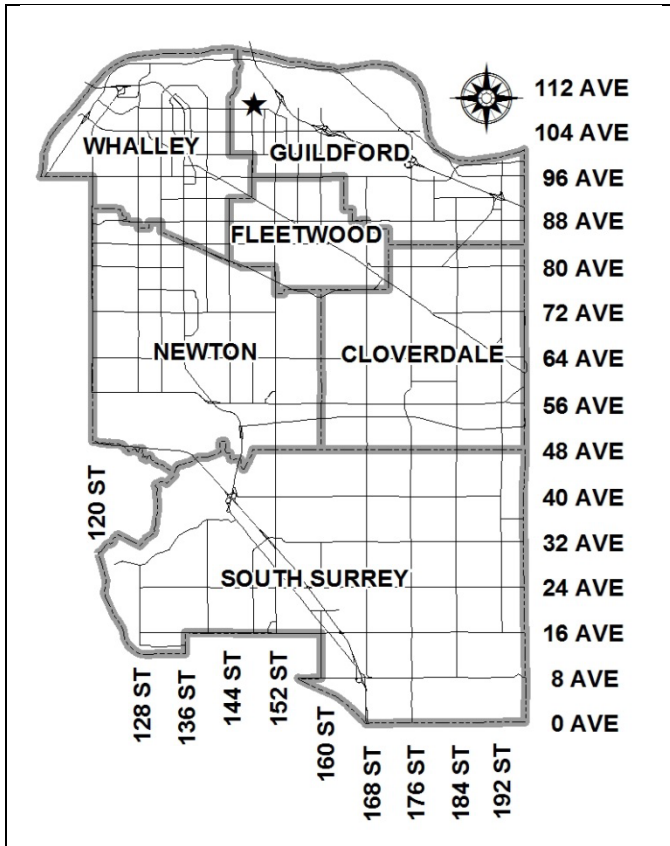 112 AVE
104 AVE
WHALLEY
GUILDFORD
96 AVE
88 AVE
FLEETWOOD
80 AVE
72 AVE
NEWTON
CLOVERDALE
64 AVE
56 AVE
48 AVE
120 ST
40 AVE
32 AVE
SOUTH SURREY
24 AVE
16 AVE
128 ST
136 ST
144 ST
152 ST
160 ST
8 AVE
0 AVE
168 ST
176 ST
184 ST
192 ST